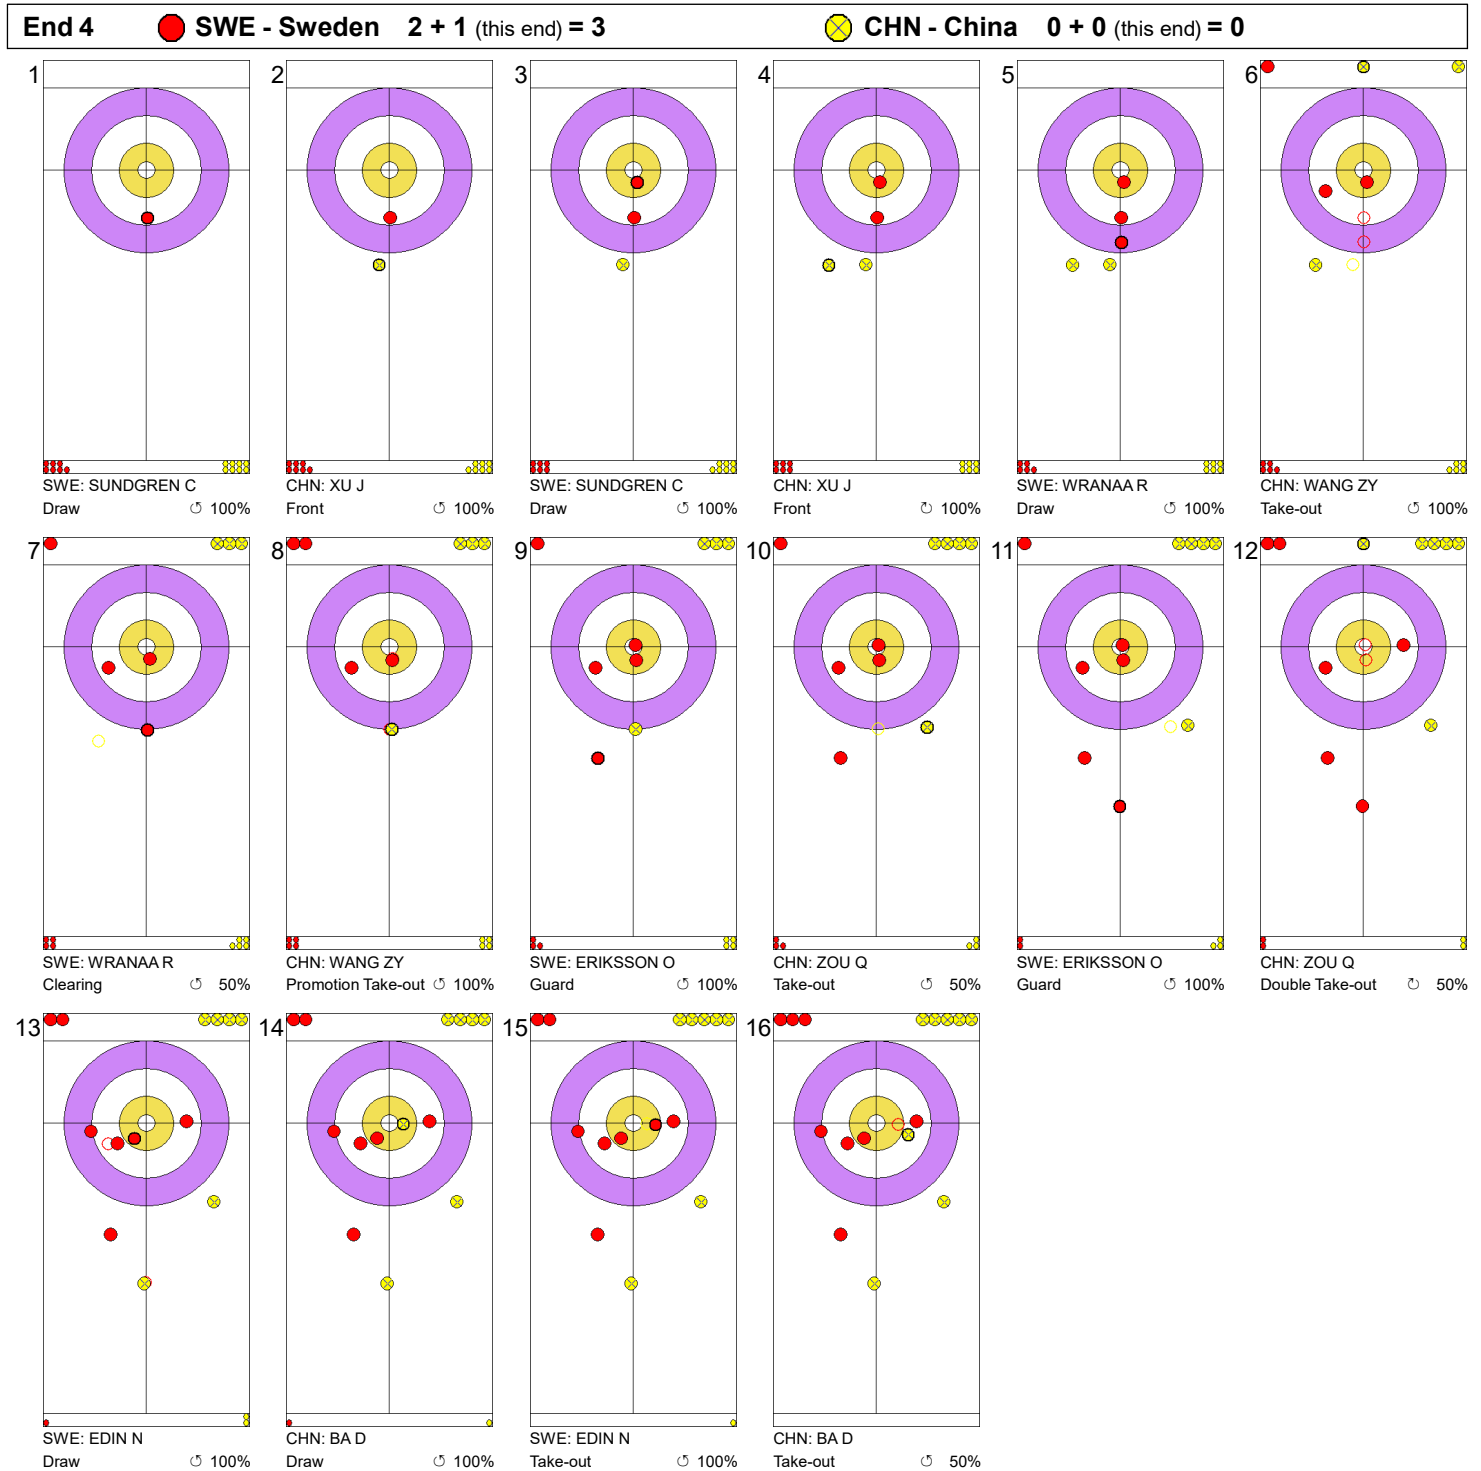 End 4 SWE - Sweden 2 + 1 (this end) = 3 CHN - China 0 + 0 (this end) = 0
1 2 3 4 5 6
SWE: SUNDGREN C CHN: XU J SWE: SUNDGREN C CHN: XU J SWE: WRANAA R CHN: WANG ZY
Draw ↺ 100% Front ↺ 100% Draw ↺ 100% Front ↻ 100% Draw ↺ 100% Take-out ↺ 100%
7 8 9 10 11 12
SWE: WRANAA R CHN: WANG ZY SWE: ERIKSSON O CHN: ZOU Q SWE: ERIKSSON O CHN: ZOU Q
Clearing ↺ 50% Promotion Take-out ↺ 100% Guard ↺ 100% Take-out ↺ 50% Guard ↺ 100% Double Take-out ↻ 50%
13 14 15 16
SWE: EDIN N CHN: BA D SWE: EDIN N CHN: BA D
Draw ↺ 100% Draw ↺ 100% Take-out ↺ 100% Take-out ↺ 50%